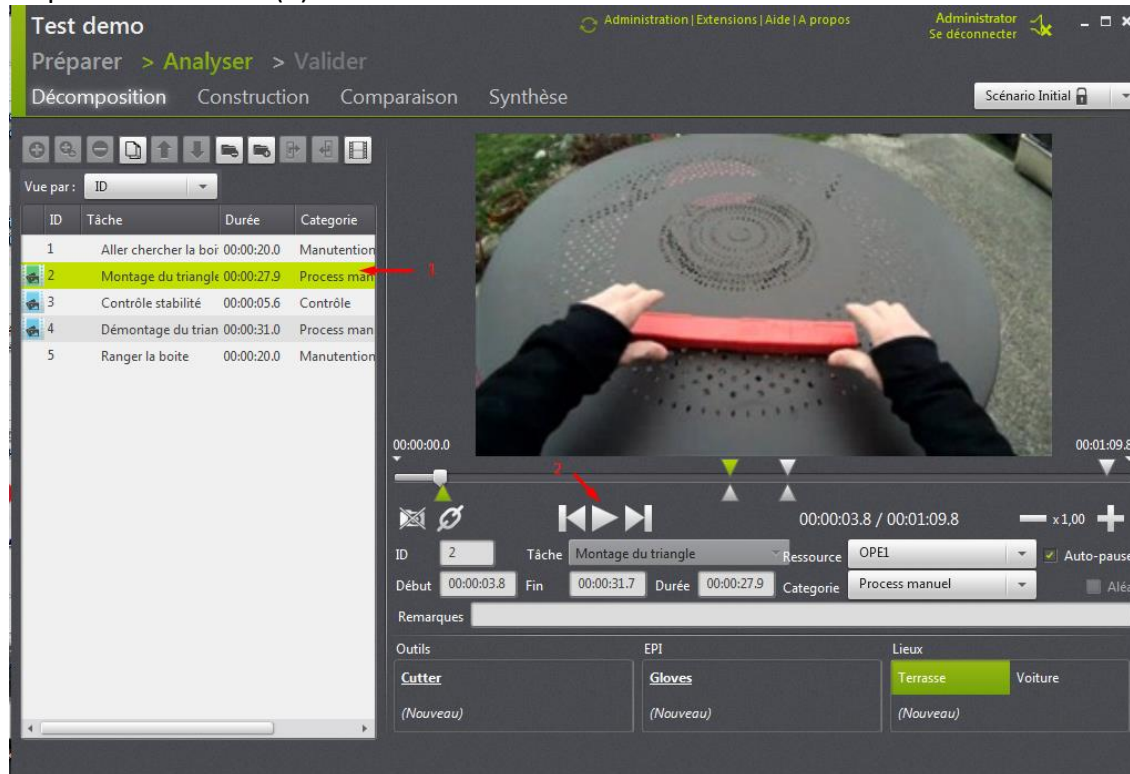 Test demo
Administration | Extensions | Aide | A propos
Administrator
Se déconnecter
Préparer > Analyser > Valider
Décomposition Construction Comparaison Synthèse
Scénario Initial
Vue par : ID
ID Tâche Durée Categorie
1 Aller chercher la boi 00:00:20.0 Manutention
2 Montage du triangle 00:00:27.9 Process man
3 Contrôle stabilité 00:00:05.6 Contrôle
4 Démontage du trian 00:00:31.0 Process man
5 Ranger la boite 00:00:20.0 Manutention
1
00:00:00.0 00:01:09.8
2
00:00:03.8 / 00:01:09.8 x 1,00
ID 2 Tâche Montage du triangle Ressource OPE1 Auto-pause
Début 00:00:03.8 Fin 00:00:31.7 Durée 00:00:27.9 Categorie Process manuel Aléa
Remarques
Outils EPI Lieux
Cutter Gloves Terrasse Voiture
(Nouveau) (Nouveau) (Nouveau)